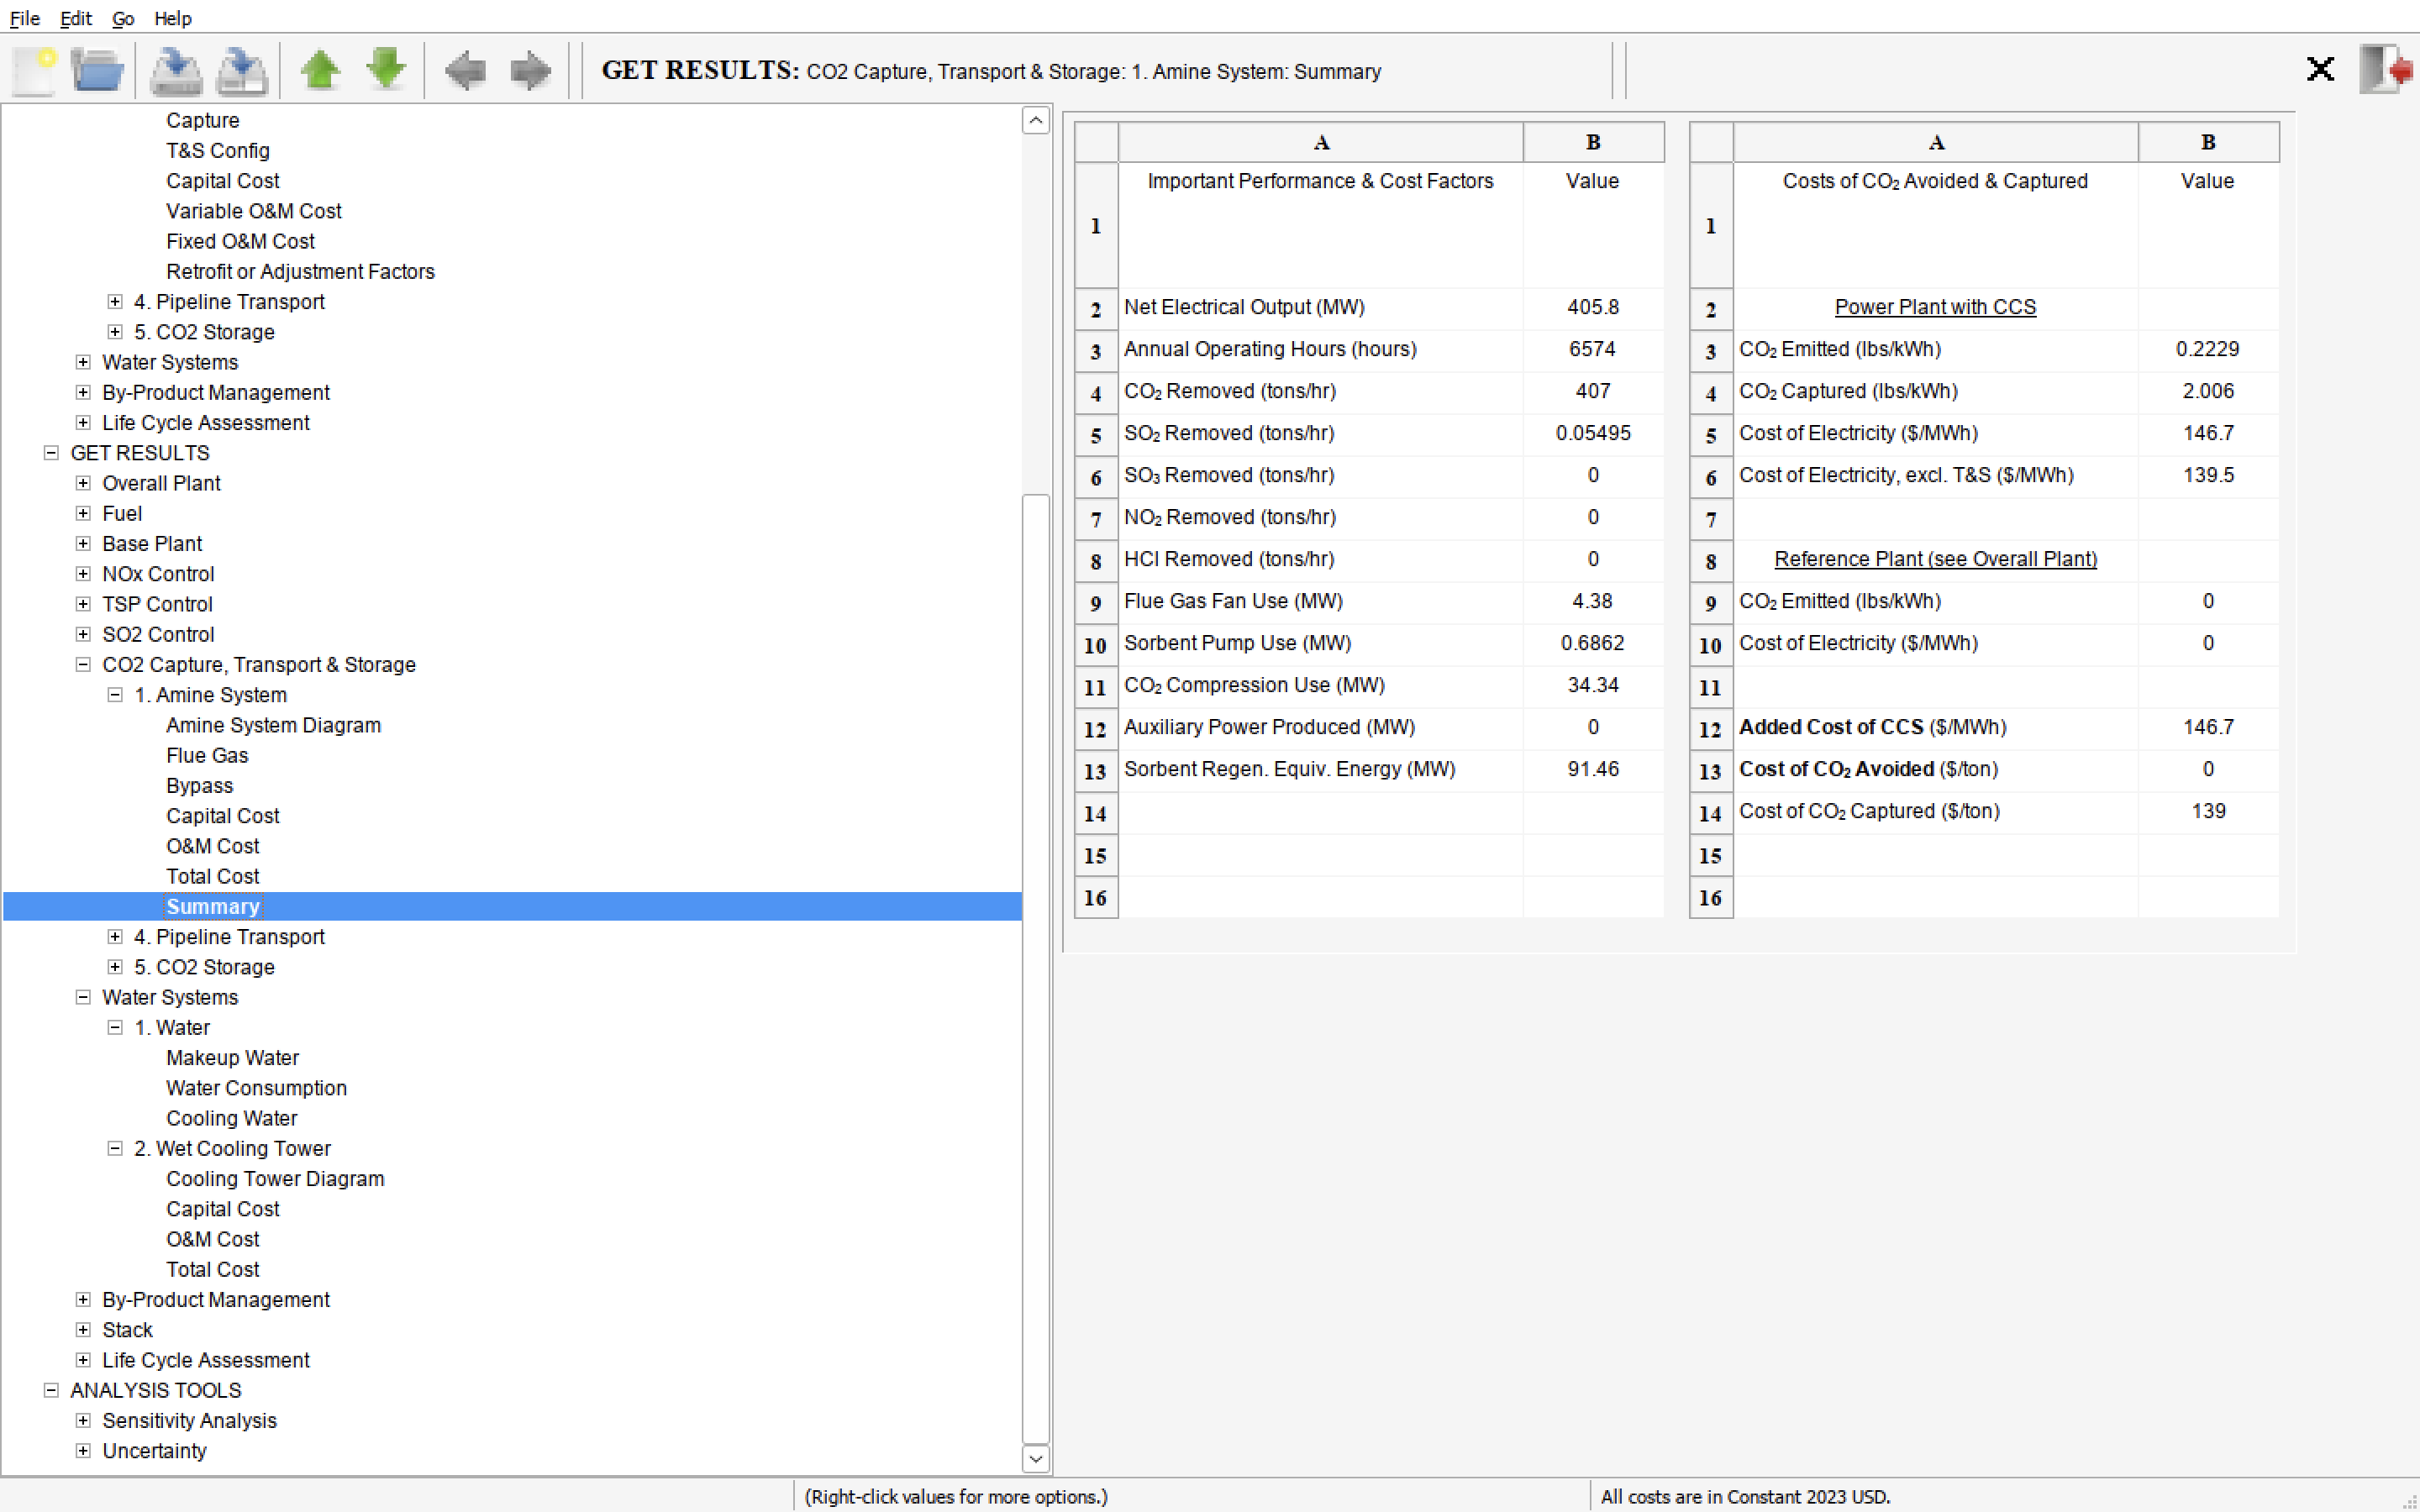 File Edit Go Help
GET RESULTS: CO2 Capture, Transport & Storage: 1. Amine System: Summary
Capture
T&S Config
Capital Cost
Variable O&M Cost
Fixed O&M Cost
Retrofit or Adjustment Factors
4. Pipeline Transport
5. CO2 Storage
Water Systems
By-Product Management
Life Cycle Assessment
GET RESULTS
Overall Plant
Fuel
Base Plant
NOx Control
TSP Control
SO2 Control
CO2 Capture, Transport & Storage
1. Amine System
Amine System Diagram
Flue Gas
Bypass
Capital Cost
O&M Cost
Total Cost
Summary
4. Pipeline Transport
5. CO2 Storage
Water Systems
1. Water
Makeup Water
Water Consumption
Cooling Water
2. Wet Cooling Tower
Cooling Tower Diagram
Capital Cost
O&M Cost
Total Cost
By-Product Management
Stack
Life Cycle Assessment
ANALYSIS TOOLS
Sensitivity Analysis
Uncertainty
A B
1 Important Performance & Cost Factors Value
2 Net Electrical Output (MW) 405.8
3 Annual Operating Hours (hours) 6574
4 CO₂ Removed (tons/hr) 407
5 SO₂ Removed (tons/hr) 0.05495
6 SO₃ Removed (tons/hr) 0
7 NO₂ Removed (tons/hr) 0
8 HCl Removed (tons/hr) 0
9 Flue Gas Fan Use (MW) 4.38
10 Sorbent Pump Use (MW) 0.6862
11 CO₂ Compression Use (MW) 34.34
12 Auxiliary Power Produced (MW) 0
13 Sorbent Regen. Equiv. Energy (MW) 91.46
14
15
16
A B
1 Costs of CO₂ Avoided & Captured Value
2 Power Plant with CCS
3 CO₂ Emitted (lbs/kWh) 0.2229
4 CO₂ Captured (lbs/kWh) 2.006
5 Cost of Electricity ($/MWh) 146.7
6 Cost of Electricity, excl. T&S ($/MWh) 139.5
7
8 Reference Plant (see Overall Plant)
9 CO₂ Emitted (lbs/kWh) 0
10 Cost of Electricity ($/MWh) 0
11
12 Added Cost of CCS ($/MWh) 146.7
13 Cost of CO₂ Avoided ($/ton) 0
14 Cost of CO₂ Captured ($/ton) 139
15
16
(Right-click values for more options.)
All costs are in Constant 2023 USD.